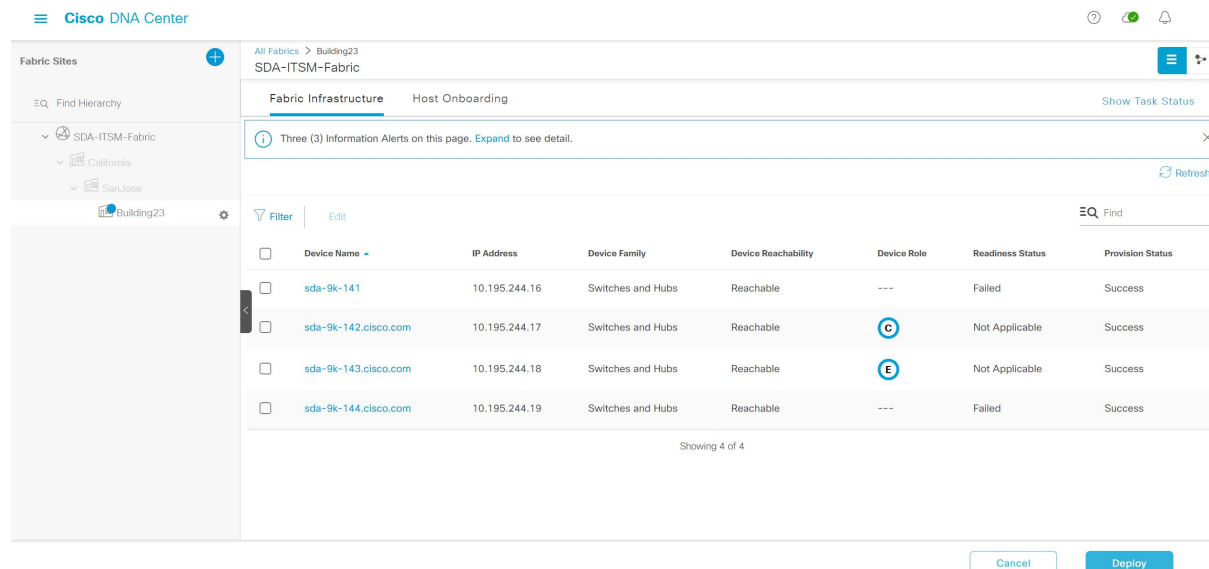 Cisco DNA Center
Fabric Sites
Find Hierarchy
SDA-ITSM-Fabric
California
SanJose
Building23
All Fabrics > Building23
SDA-ITSM-Fabric
Fabric Infrastructure Host Onboarding Show Task Status
Three (3) Information Alerts on this page. Expand to see detail.
Refresh
Filter Edit Find
Device Name IP Address Device Family Device Reachability Device Role Readiness Status Provision Status
sda-9k-141 10.195.244.16 Switches and Hubs Reachable --- Failed Success
sda-9k-142.cisco.com 10.195.244.17 Switches and Hubs Reachable C Not Applicable Success
sda-9k-143.cisco.com 10.195.244.18 Switches and Hubs Reachable E Not Applicable Success
sda-9k-144.cisco.com 10.195.244.19 Switches and Hubs Reachable --- Failed Success
Showing 4 of 4
Cancel Deploy